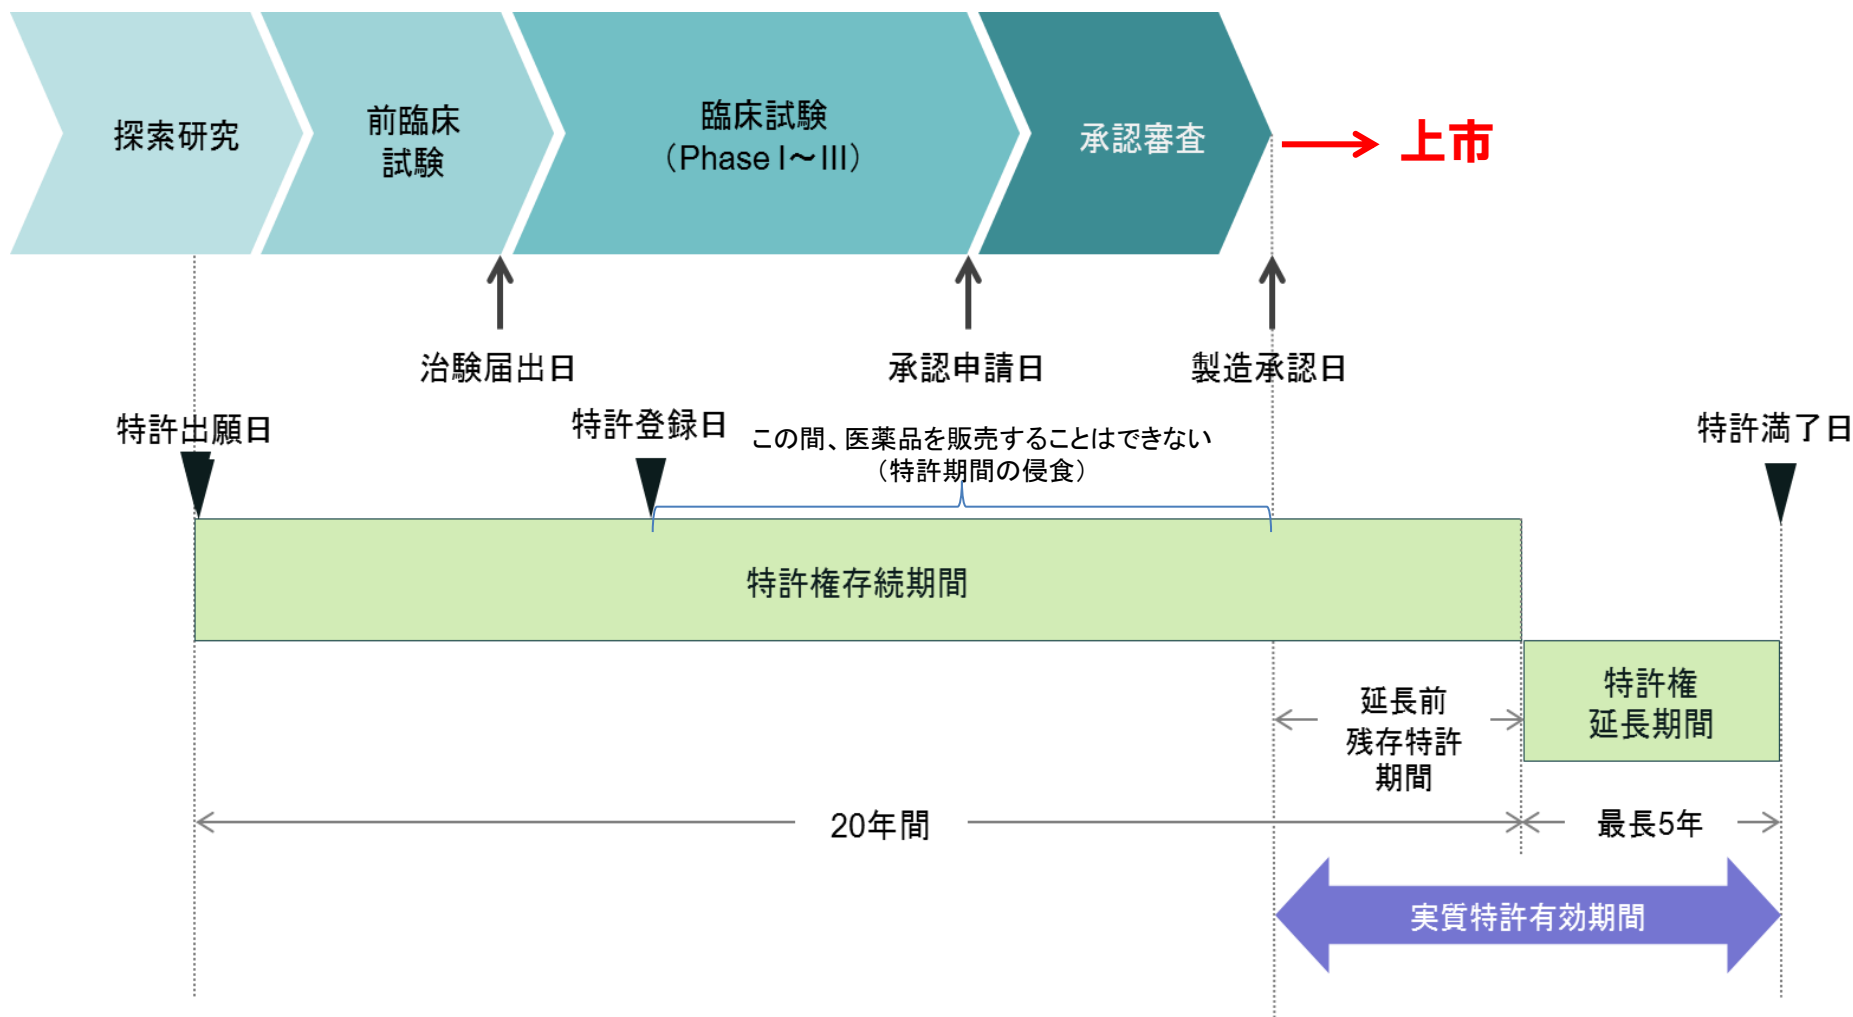 探索研究
前臨床
試験
臨床試験
（Phase I～III）
承認審査
上市
治験届出日
承認申請日
製造承認日
特許出願日
特許登録日
この間、医薬品を販売することはできない
（特許期間の侵食）
特許満了日
特許権存続期間
延長前
残存特許
期間
特許権
延長期間
20年間
最長5年
実質特許有効期間